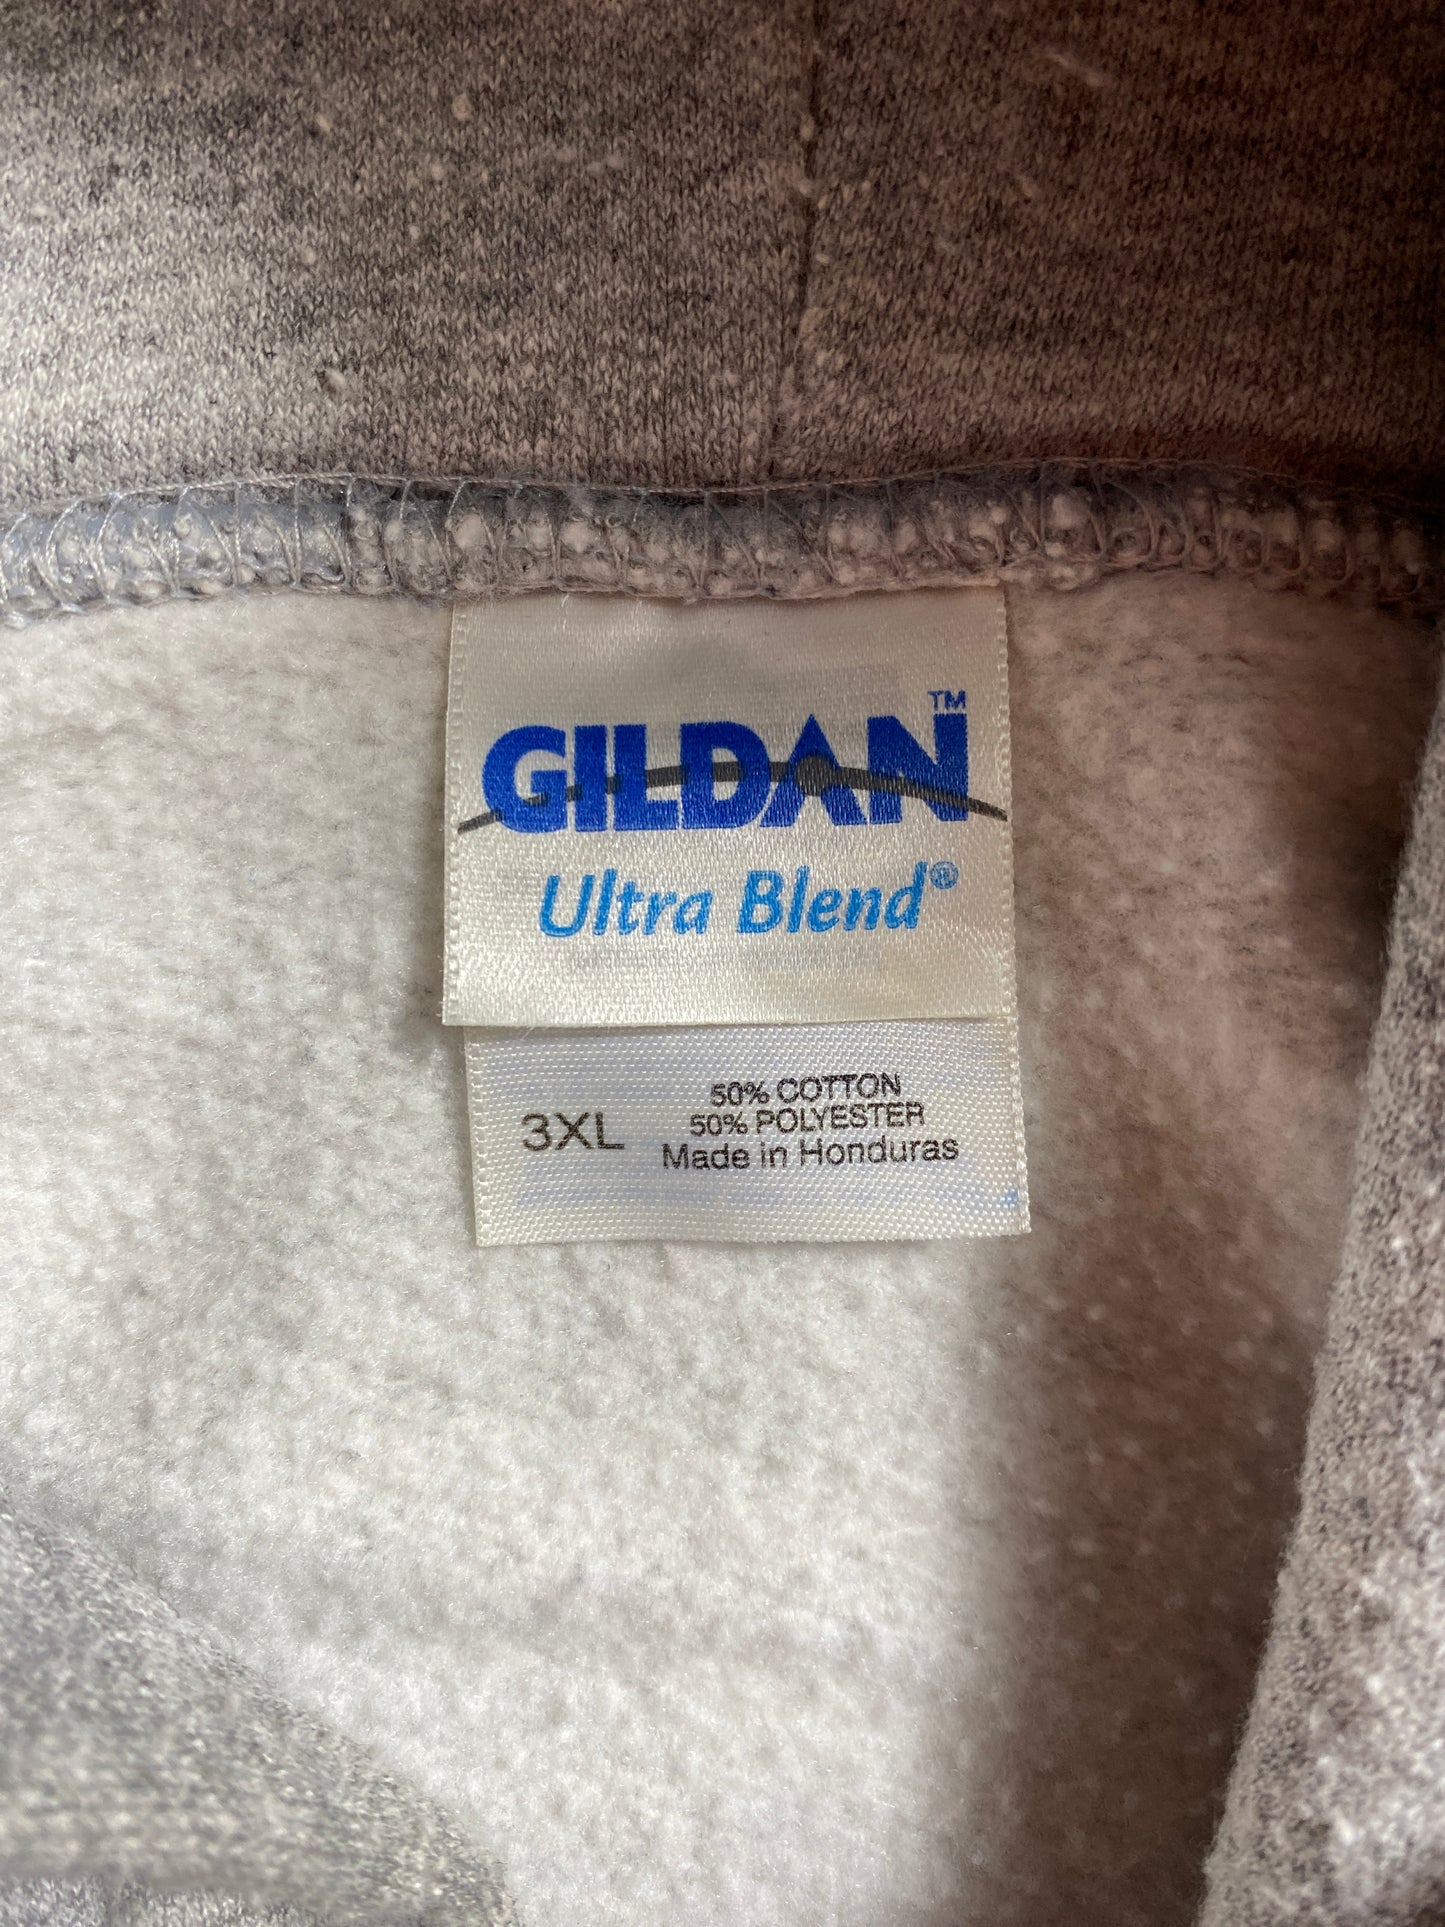 GILDAN™
Ultra Blend®
3XL
50% COTTON
50% POLYESTER
Made in Honduras